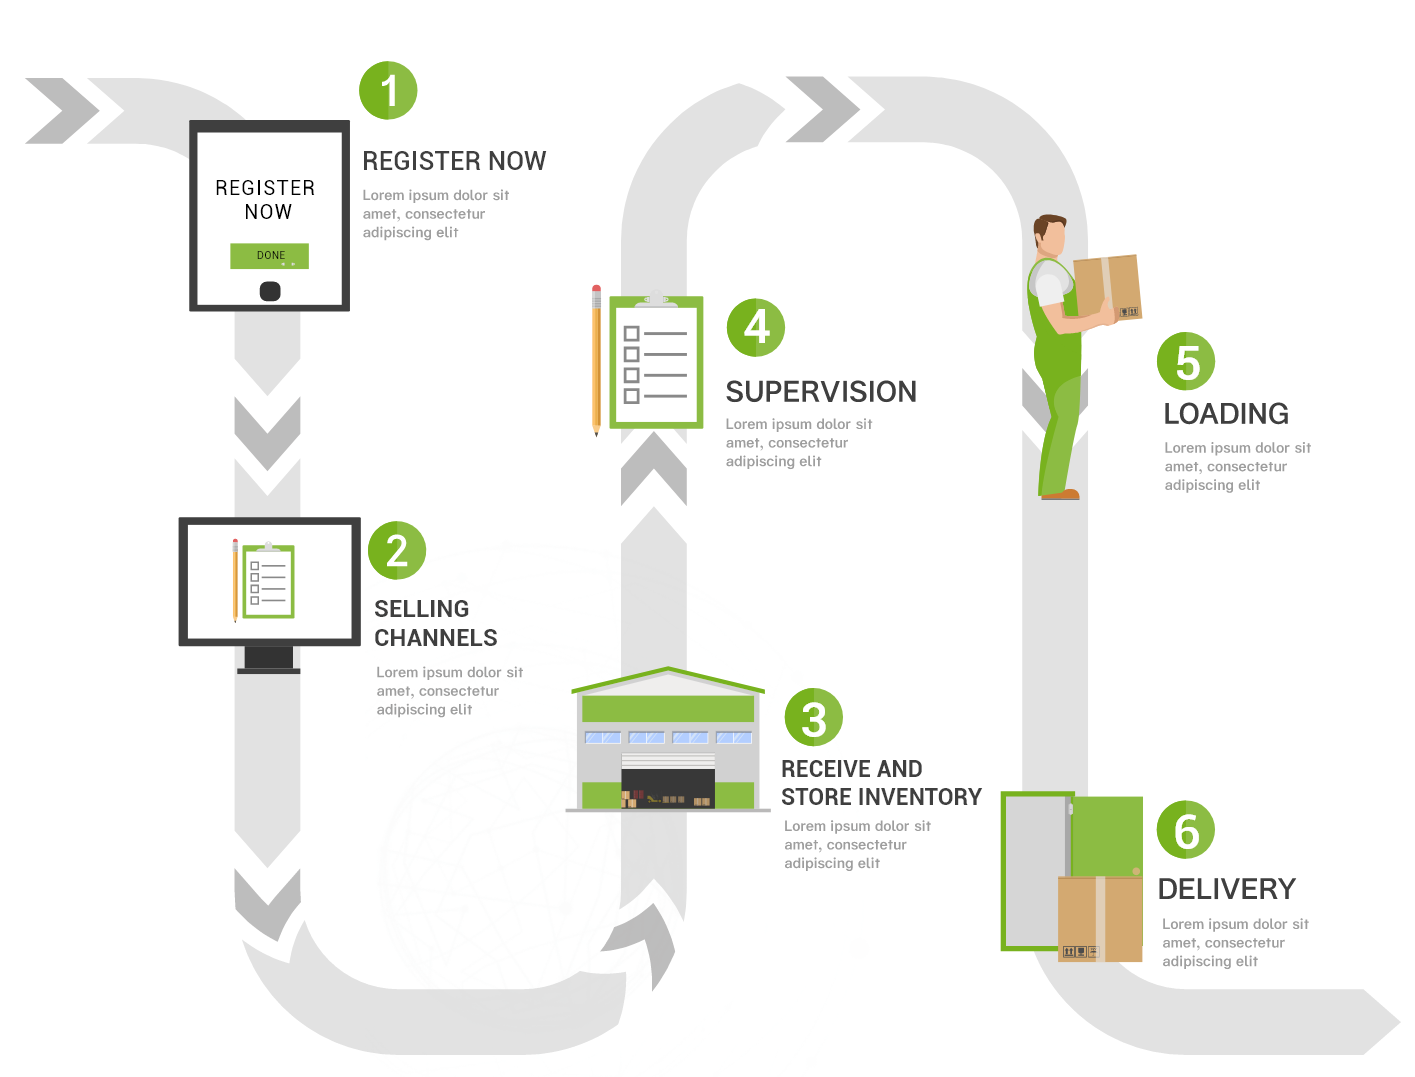 1
REGISTER NOW
Lorem ipsum dolor sit
amet, consectetur
adipiscing elit
REGISTER
NOW
DONE
2
SELLING
CHANNELS
Lorem ipsum dolor sit
amet, consectetur
adipiscing elit
3
RECEIVE AND
STORE INVENTORY
Lorem ipsum dolor sit
amet, consectetur
adipiscing elit
4
SUPERVISION
Lorem ipsum dolor sit
amet, consectetur
adipiscing elit
5
LOADING
Lorem ipsum dolor sit
amet, consectetur
adipiscing elit
6
DELIVERY
Lorem ipsum dolor sit
amet, consectetur
adipiscing elit